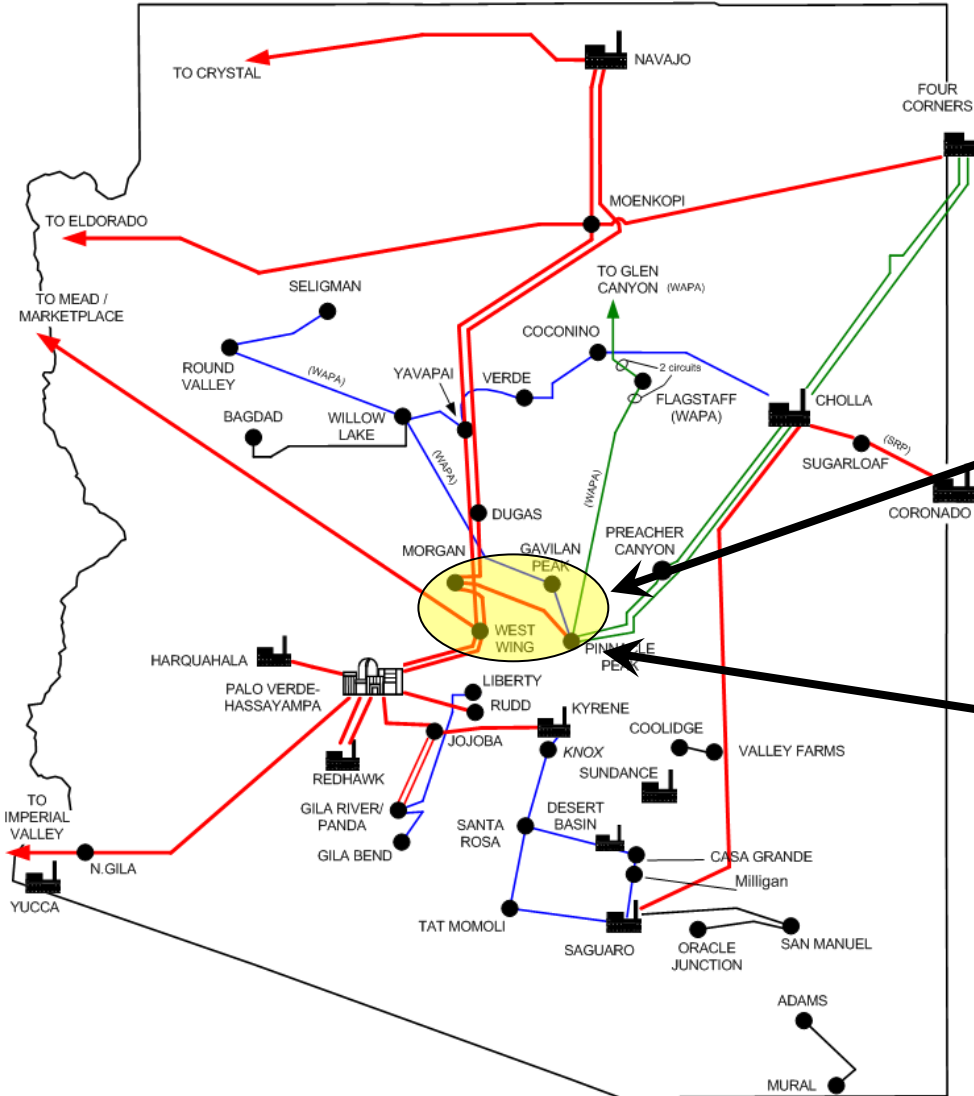 NAVAJO
TO CRYSTAL
FOUR
CORNERS
MOENKOPI
TO ELDORADO
TO GLEN
CANYON (WAPA)
SELIGMAN
TO MEAD /
MARKETPLACE
COCONINO
ROUND
VALLEY
(WAPA)
YAVAPAI
VERDE
2 circuits
FLAGSTAFF
(WAPA)
CHOLLA
BAGDAD
WILLOW
LAKE
(WAPA)
(WAPA)
SUGARLOAF
(SRP)
CORONADO
DUGAS
PREACHER
CANYON
MORGAN
GAVILAN
PEAK
WEST
WING
PINNACLE
PEAK
HARQUAHALA
PALO VERDE-
HASSAYAMPA
LIBERTY
RUDD
KYRENE
JOJOBA
KNOX
COOLIDGE
VALLEY FARMS
REDHAWK
SUNDANCE
TO
IMPERIAL
VALLEY
GILA RIVER/
PANDA
SANTA
ROSA
DESERT
BASIN
GILA BEND
N.GILA
CASA GRANDE
Milligan
YUCCA
TAT MOMOLI
SAGUARO
ORACLE
JUNCTION
SAN MANUEL
ADAMS
MURAL